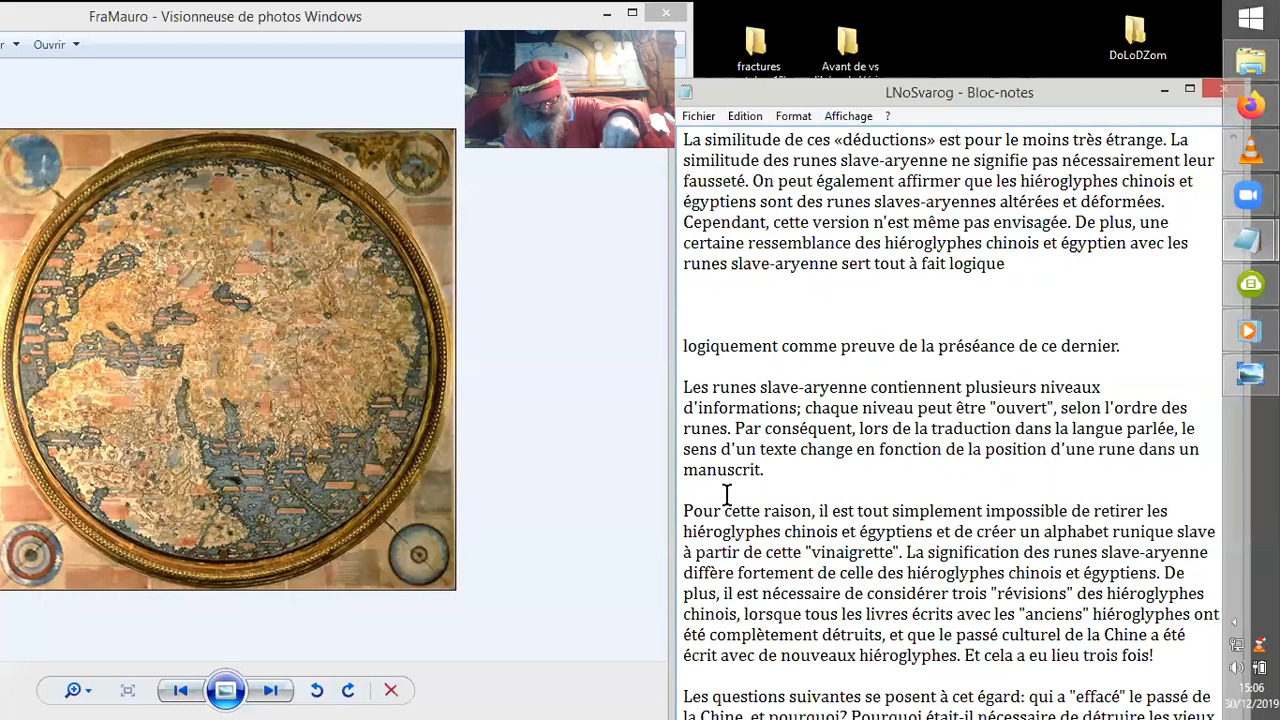 FraMauro - Visionneuse de photos Windows
r
Ouvrir
fractures
Avant de vs
DoLoDZom
LNoSvarog - Bloc-notes
Fichier Edition Format Affichage ?
La similitude de ces «déductions» est pour le moins très étrange. La
similitude des runes slave-aryenne ne signifie pas nécessairement leur
fausseté. On peut également affirmer que les hiéroglyphes chinois et
égyptiens sont des runes slaves-aryennes altérées et déformées.
Cependant, cette version n'est même pas envisagée. De plus, une
certaine ressemblance des hiéroglyphes chinois et égyptien avec les
runes slave-aryenne sert tout à fait logique
logiquement comme preuve de la préséance de ce dernier.
Les runes slave-aryenne contiennent plusieurs niveaux
d'informations; chaque niveau peut être "ouvert", selon l'ordre des
runes. Par conséquent, lors de la traduction dans la langue parlée, le
sens d'un texte change en fonction de la position d'une rune dans un
manuscrit.
Pour cette raison, il est tout simplement impossible de retirer les
hiéroglyphes chinois et égyptiens et de créer un alphabet runique slave
à partir de cette "vinaigrette". La signification des runes slave-aryenne
diffère fortement de celle des hiéroglyphes chinois et égyptiens. De
plus, il est nécessaire de considérer trois "révisions" des hiéroglyphes
chinois, lorsque tous les livres écrits avec les "anciens" hiéroglyphes ont
été complètement détruits, et que le passé culturel de la Chine a été
écrit avec de nouveaux hiéroglyphes. Et cela a eu lieu trois fois!
Les questions suivantes se posent à cet égard: qui a "effacé" le passé de
la Chine, et pourquoi? Pourquoi était-il nécessaire de détruire les vieux
15:06
30/12/2019